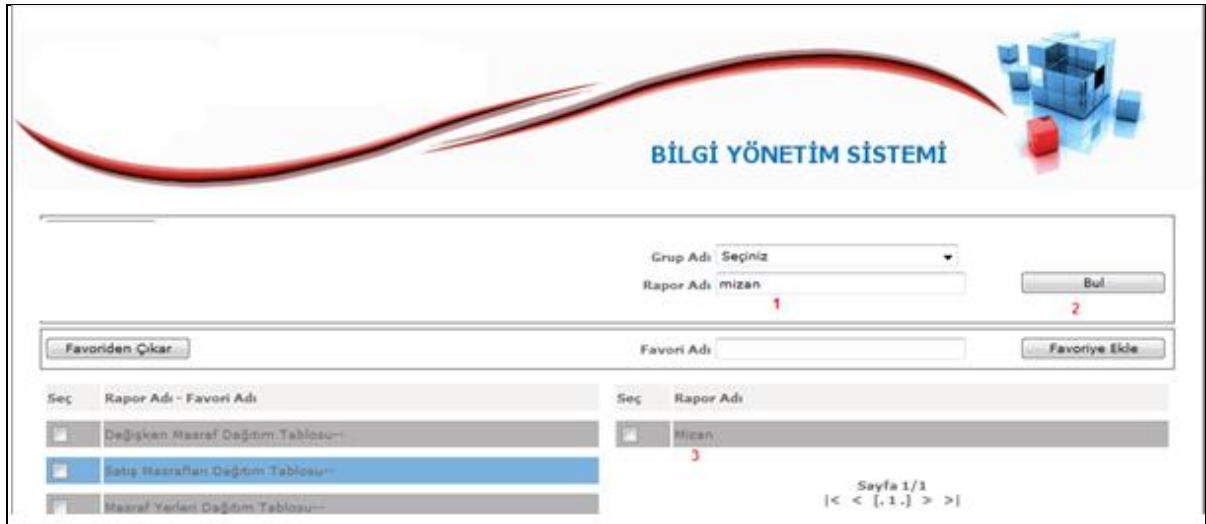 BİLGİ YÖNETİM SİSTEMİ
Grup Adı Seçiniz
Rapor Adı mizan
Bul
1
2
Favoriden Çıkar
Favori Adı
Favoriye Ekle
Seç Rapor Adı - Favori Adı
Seç Rapor Adı
Değişken Masraf Dağıtım Tablosu--
Mizan
3
Satış Masrafları Dağıtım Tablosu--
Sayfa 1/1
|< < [.1.] > >|
Masraf Yerleri Dağıtım Tablosu--